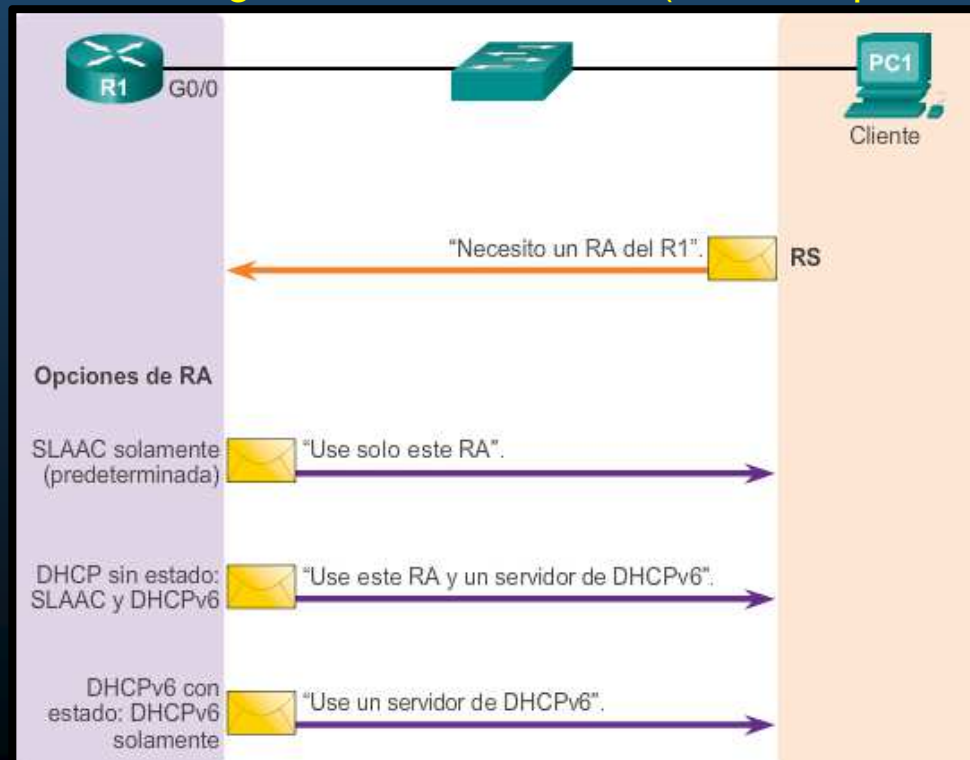 R1
G0/0
PC1
Cliente
"Necesito un RA del R1".
RS
Opciones de RA
SLAAC solamente
(predeterminada)
"Use solo este RA".
DHCP sin estado:
SLAAC y DHCPv6
"Use este RA y un servidor de DHCPv6".
DHCPv6 con
estado: DHCPv6
solamente
"Use un servidor de DHCPv6".